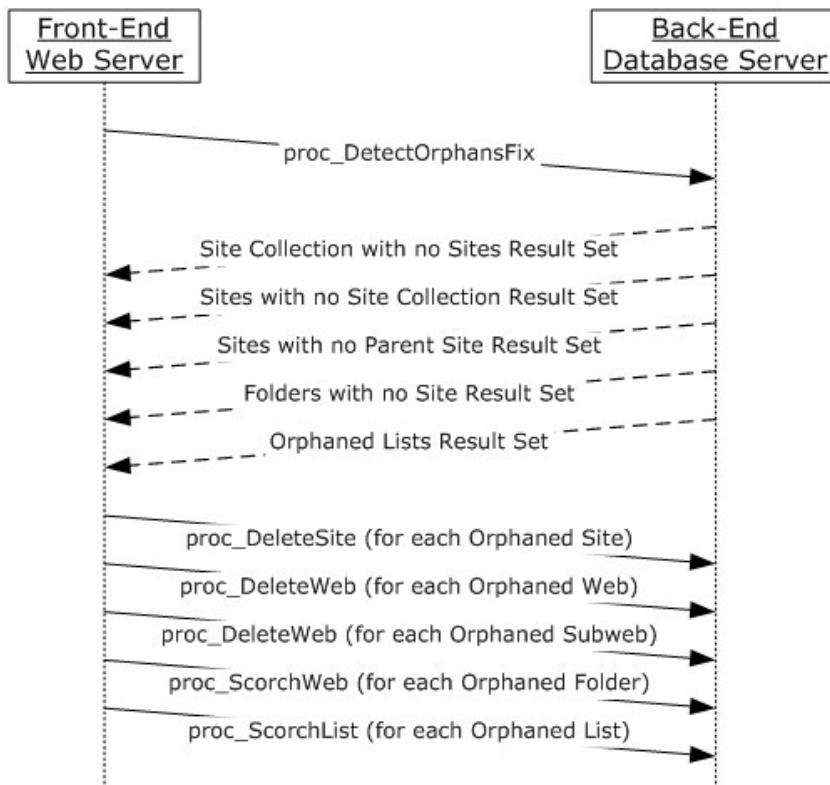 Front-End
Web Server
Back-End
Database Server
proc_DetectOrphansFix
Site Collection with no Sites Result Set
Sites with no Site Collection Result Set
Sites with no Parent Site Result Set
Folders with no Site Result Set
Orphaned Lists Result Set
proc_DeleteSite (for each Orphaned Site)
proc_DeleteWeb (for each Orphaned Web)
proc_DeleteWeb (for each Orphaned Subweb)
proc_ScorchWeb (for each Orphaned Folder)
proc_ScorchList (for each Orphaned List)